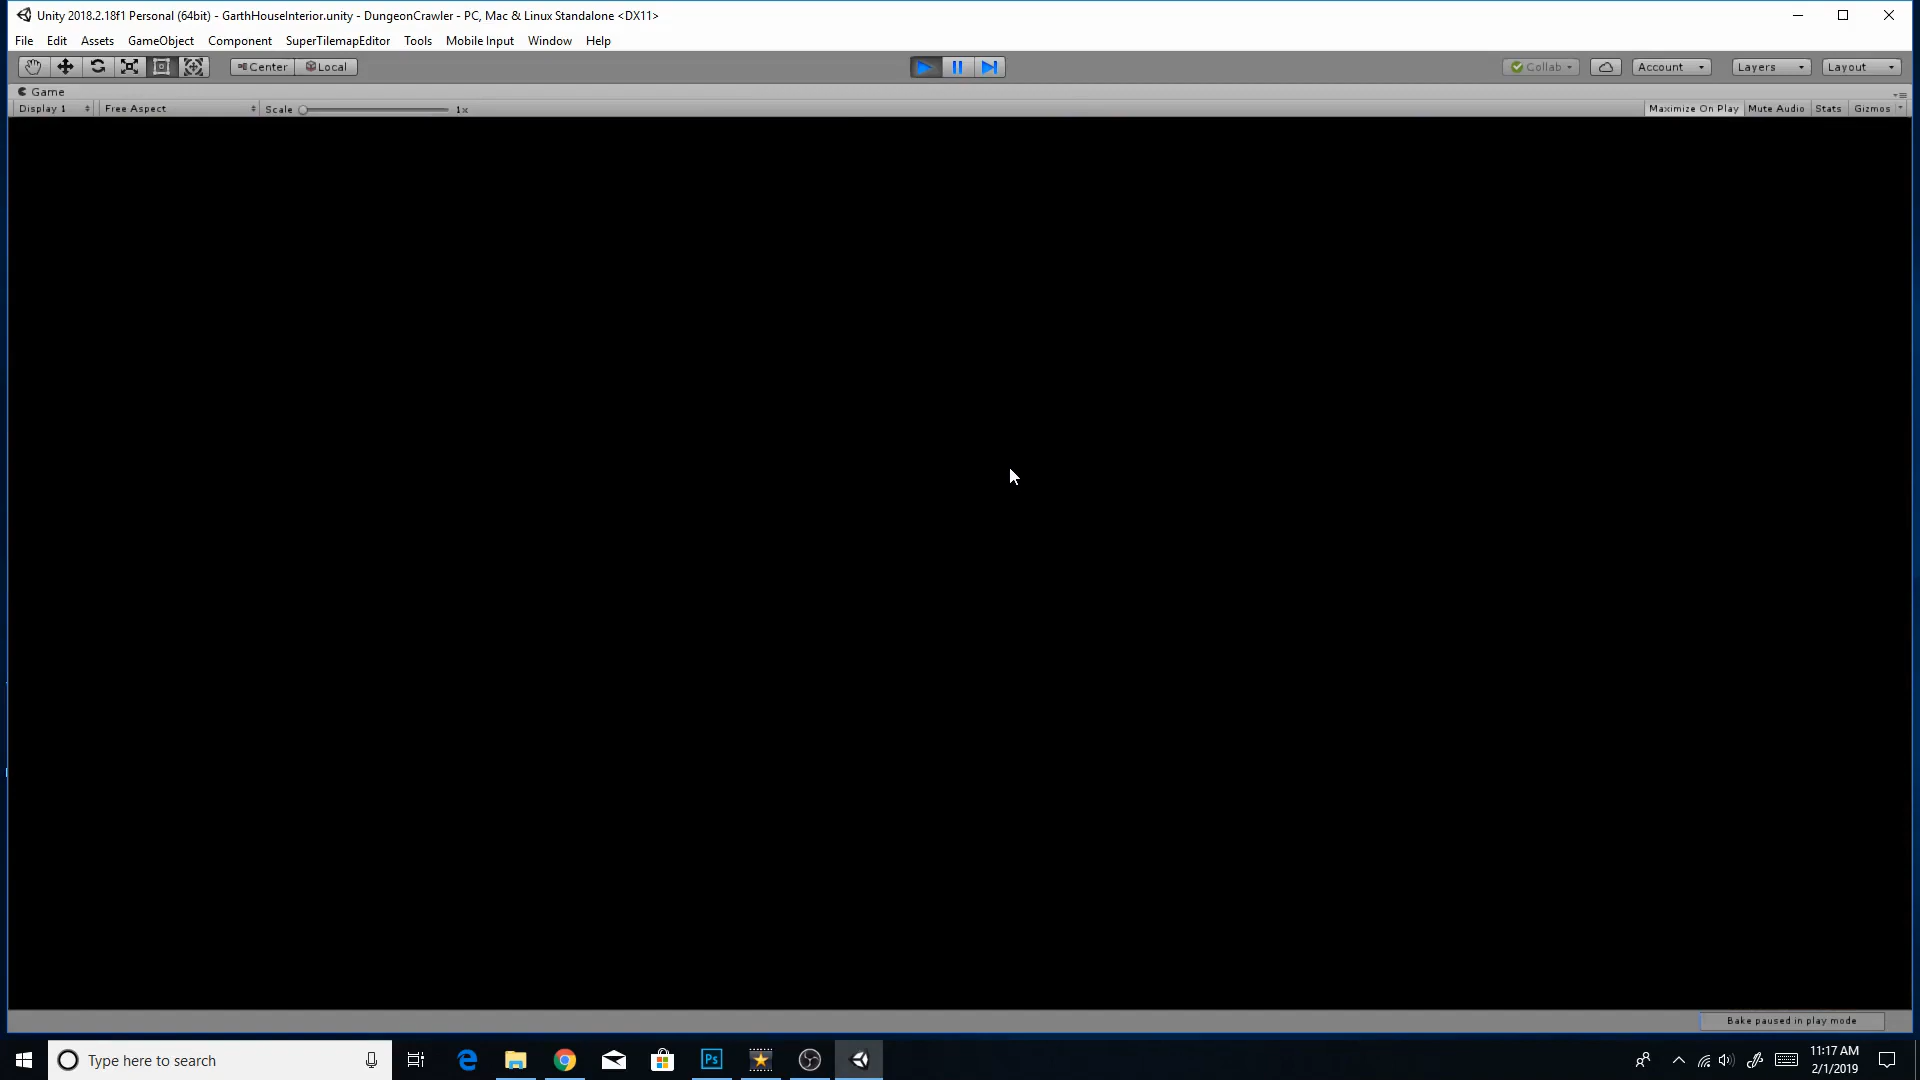 Unity 2018.2.18f1 Personal (64bit) - GarthHouseInterior.unity - DungeonCrawler - PC, Mac & Linux Standalone <DX11>
File Edit Assets GameObject Component SuperTilemapEditor Tools Mobile Input Window Help
Center Local Collab Account Layers Layout
Game
Display 1 Free Aspect Scale 1x Maximize On Play Mute Audio Stats Gizmos
Bake paused in play mode
Type here to search
Ps
11:17 AM
2/1/2019